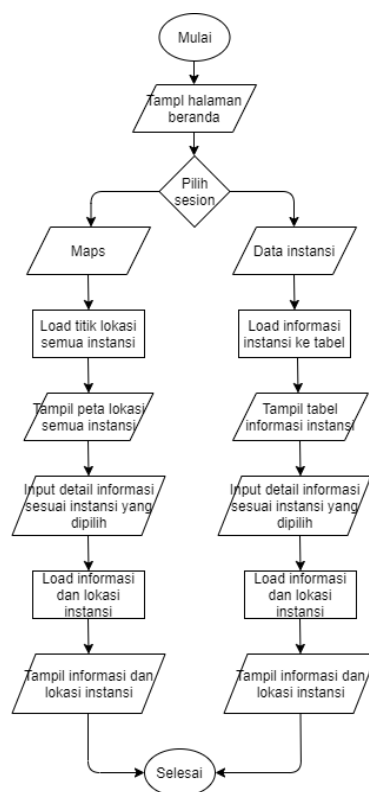 Mulai
Tampl halaman
beranda
Pilih
sesion
Maps
Load titik lokasi
semua instansi
Tampil peta lokasi
semua instansi
Input detail informasi
sesuai instansi yang
dipilih
Load informasi
dan lokasi
instansi
Tampil informasi dan
lokasi instansi
Data instansi
Load informasi
instansi ke tabel
Tampil tabel
informasi instansi
Input detail informasi
sesuai instansi yang
dipilih
Load informasi
dan lokasi
instansi
Tampil informasi dan
lokasi instansi
Selesai